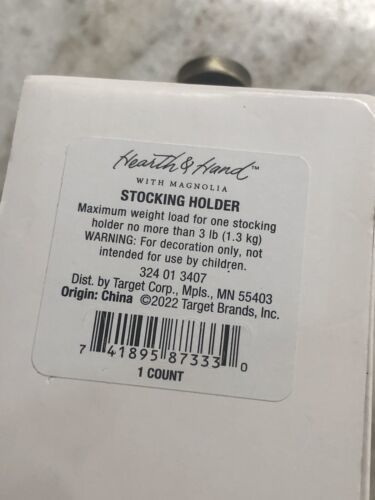 Hearth & Hand™
WITH MAGNOLIA
STOCKING HOLDER
Maximum weight load for one stocking
holder no more than 3 lb (1.3 kg)
WARNING: For decoration only, not
intended for use by children.
324 01 3407
Dist. by Target Corp., Mpls., MN 55403
Origin: China ©2022 Target Brands, Inc.
7 41895 87333 0
1 COUNT